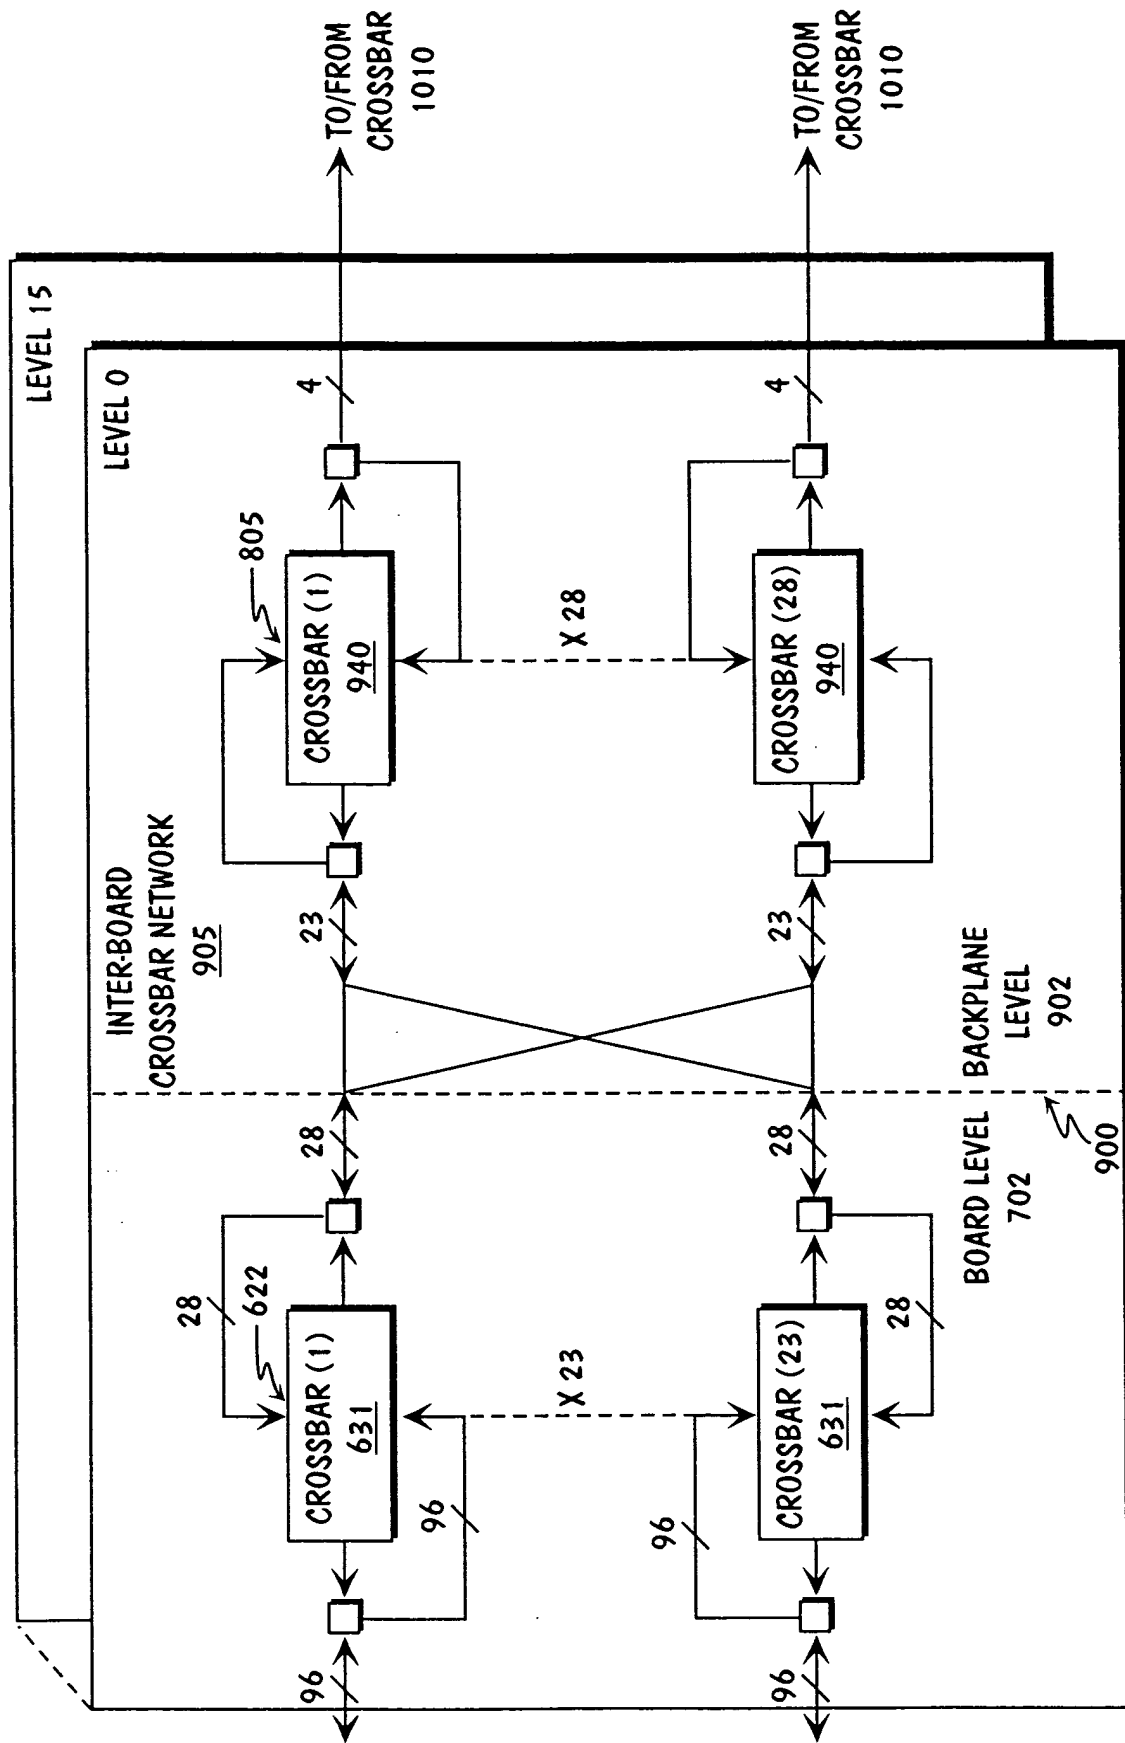 LEVEL 15
LEVEL 0
INTER-BOARD
CROSSBAR NETWORK
905
96
28
622
CROSSBAR (1)
631
96
28
23
805
CROSSBAR (1)
940
4
TO/FROM
CROSSBAR
1010
X 23
X 28
96
96
CROSSBAR (23)
631
28
28
23
CROSSBAR (28)
940
4
TO/FROM
CROSSBAR
1010
BOARD LEVEL
702
BACKPLANE
LEVEL
902
900